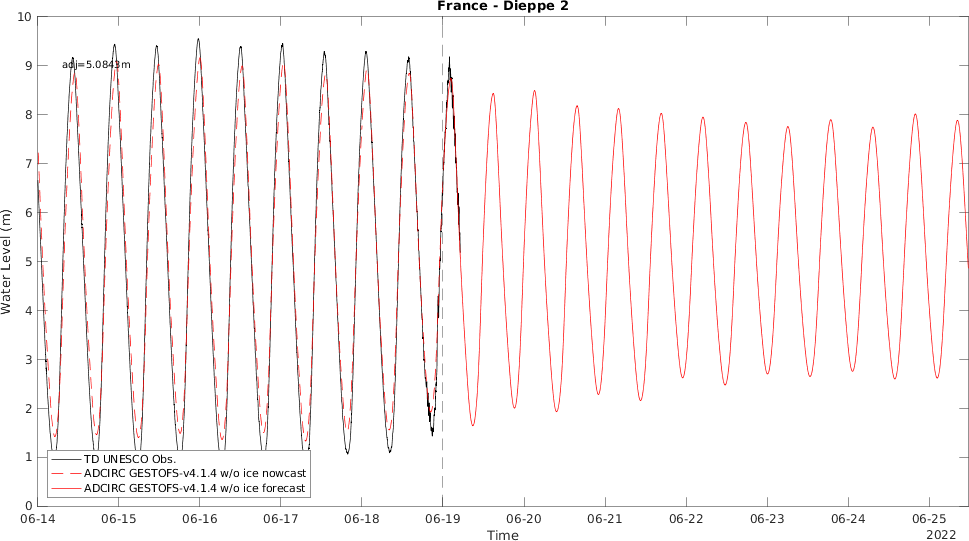 France - Dieppe 2
10
9
8
7
6
5
4
3
2
1
0
Water Level (m)
adj=5.0843m
TD UNESCO Obs.
ADCIRC GESTOFS-v4.1.4 w/o ice nowcast
ADCIRC GESTOFS-v4.1.4 w/o ice forecast
06-14 06-15 06-16 06-17 06-18 06-19 06-20 06-21 06-22 06-23 06-24 06-25
Time
2022